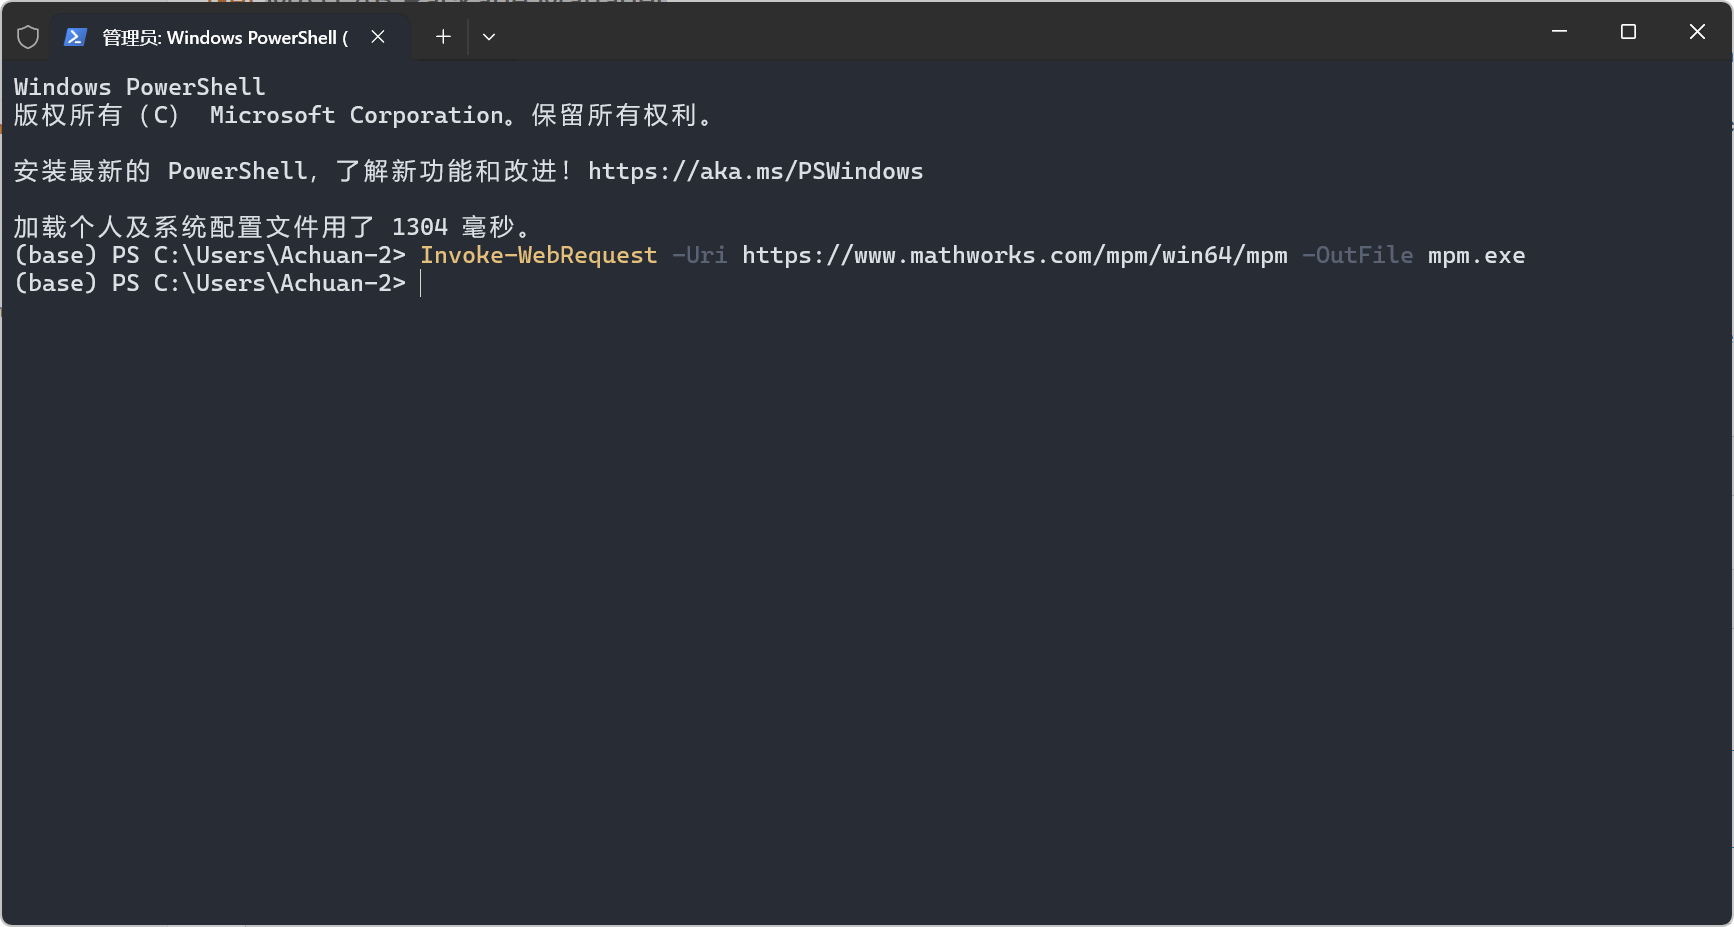 管理员: Windows PowerShell (
Windows PowerShell
版权所有 (C) Microsoft Corporation。保留所有权利。
安装最新的 PowerShell，了解新功能和改进！https://aka.ms/PSWindows
加载个人及系统配置文件用了 1304 毫秒。
(base) PS C:\Users\Achuan-2> Invoke-WebRequest -Uri https://www.mathworks.com/mpm/win64/mpm -OutFile mpm.exe
(base) PS C:\Users\Achuan-2>